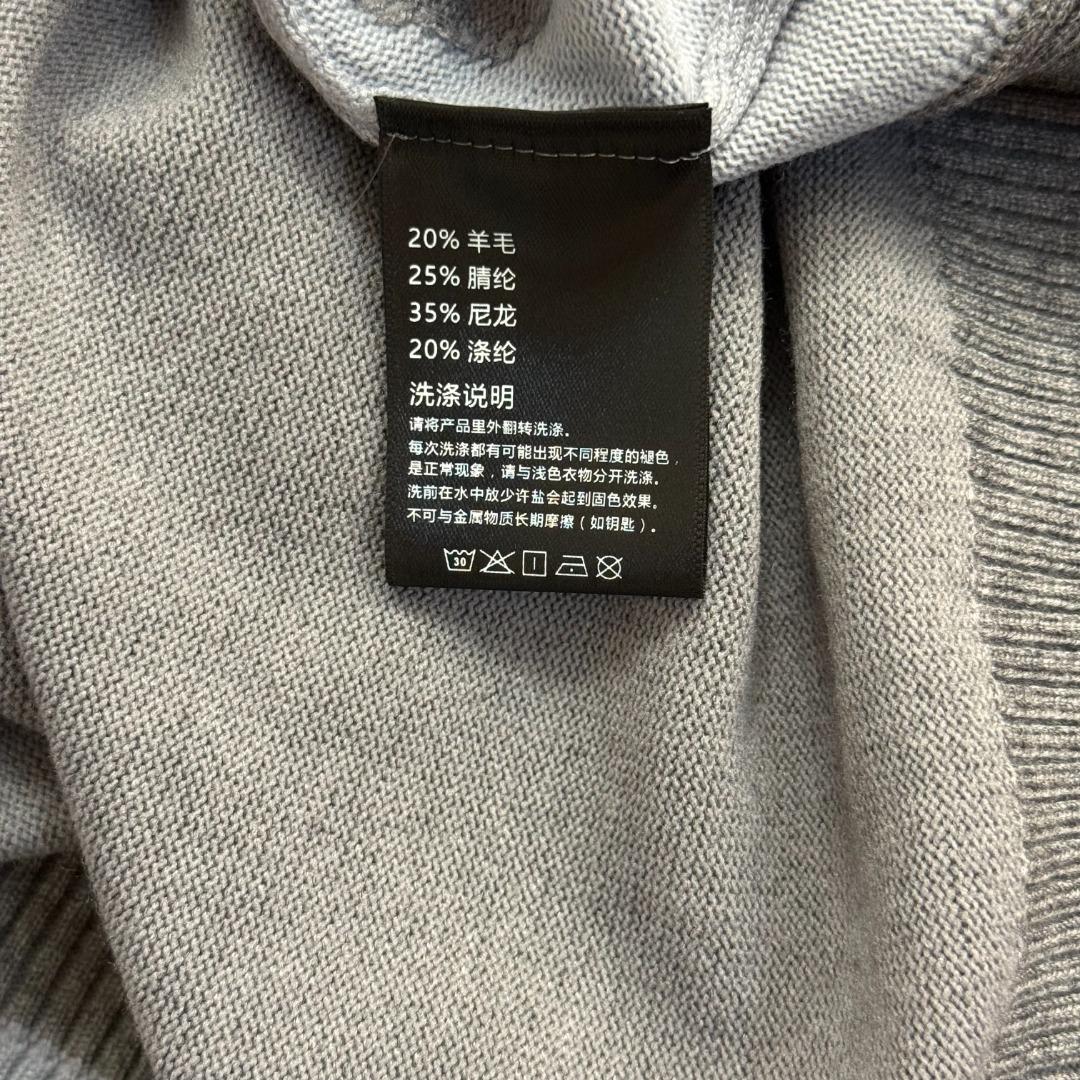 20% 羊毛
25% 腈纶
35% 尼龙
20% 涤纶
洗涤说明
请将产品里外翻转洗涤。
每次洗涤都有可能出现不同程度的褪色，
是正常现象，请与浅色衣物分开洗涤。
洗前在水中放少许盐会起到固色效果。
不可与金属物质长期摩擦（如钥匙）。
30